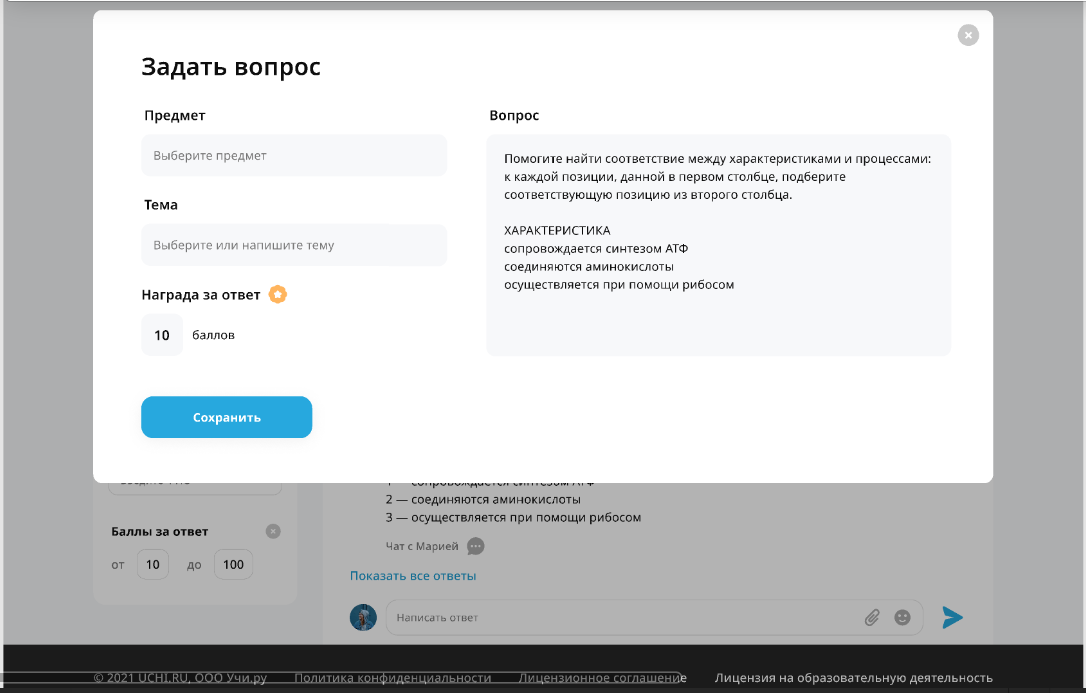 Задать вопрос
Предмет
Выберите предмет
Тема
Выберите или напишите тему
Награда за ответ
10 баллов
Сохранить
Вопрос
Помогите найти соответствие между характеристиками и процессами:
к каждой позиции, данной в первом столбце, подберите
соответствующую позицию из второго столбца.
ХАРАКТЕРИСТИКА
сопровождается синтезом АТФ
соединяются аминокислоты
осуществляется при помощи рибосом
Баллы за ответ
от 10 до 100
1 — сопровождается синтезом АТФ
2 — соединяются аминокислоты
3 — осуществляется при помощи рибосом
Чат с Марией
Показать все ответы
Написать ответ
© 2021 UCHI.RU, ООО Учи.ру Политика конфиденциальности Лицензионное соглашение Лицензия на образовательную деятельность